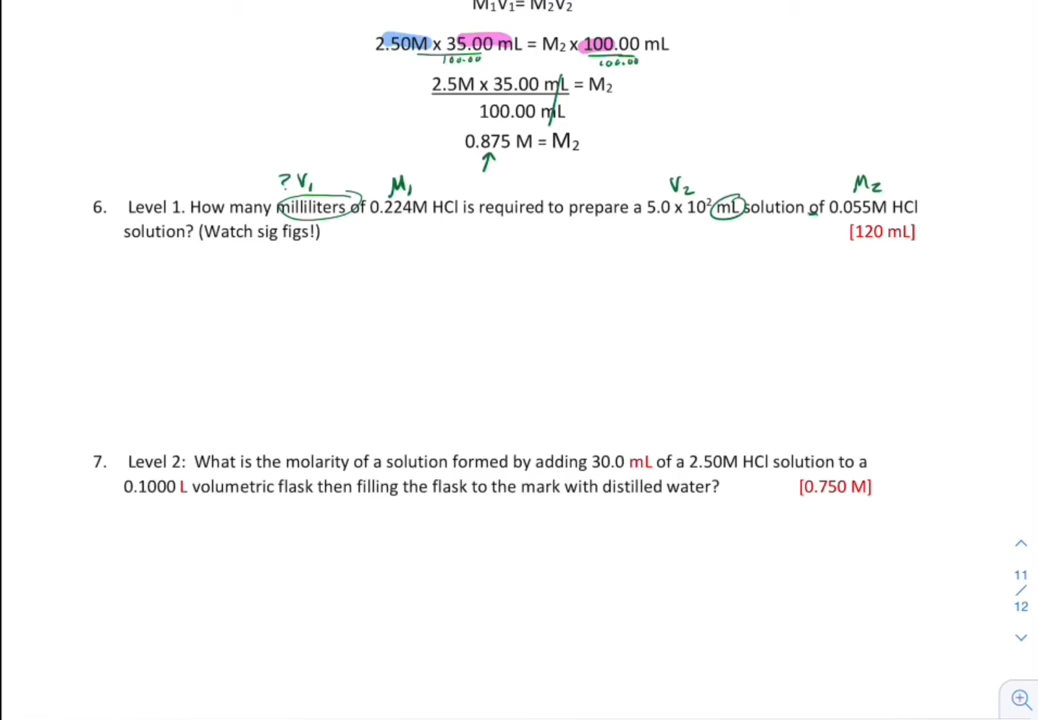 M₁V₁= M₂V₂
2.50M x 35.00 mL = M₂ x 100.00 mL
100.00 100.00
2.5M x 35.00 mL = M₂
100.00 mL
0.875 M = M₂
? V₁ M₁ V₂ M₂
6. Level 1. How many milliliters of 0.224M HCl is required to prepare a 5.0 x 10² mL solution of 0.055M HCl
solution? (Watch sig figs!) [120 mL]
7. Level 2: What is the molarity of a solution formed by adding 30.0 mL of a 2.50M HCl solution to a
0.1000 L volumetric flask then filling the flask to the mark with distilled water? [0.750 M]
11
/
12